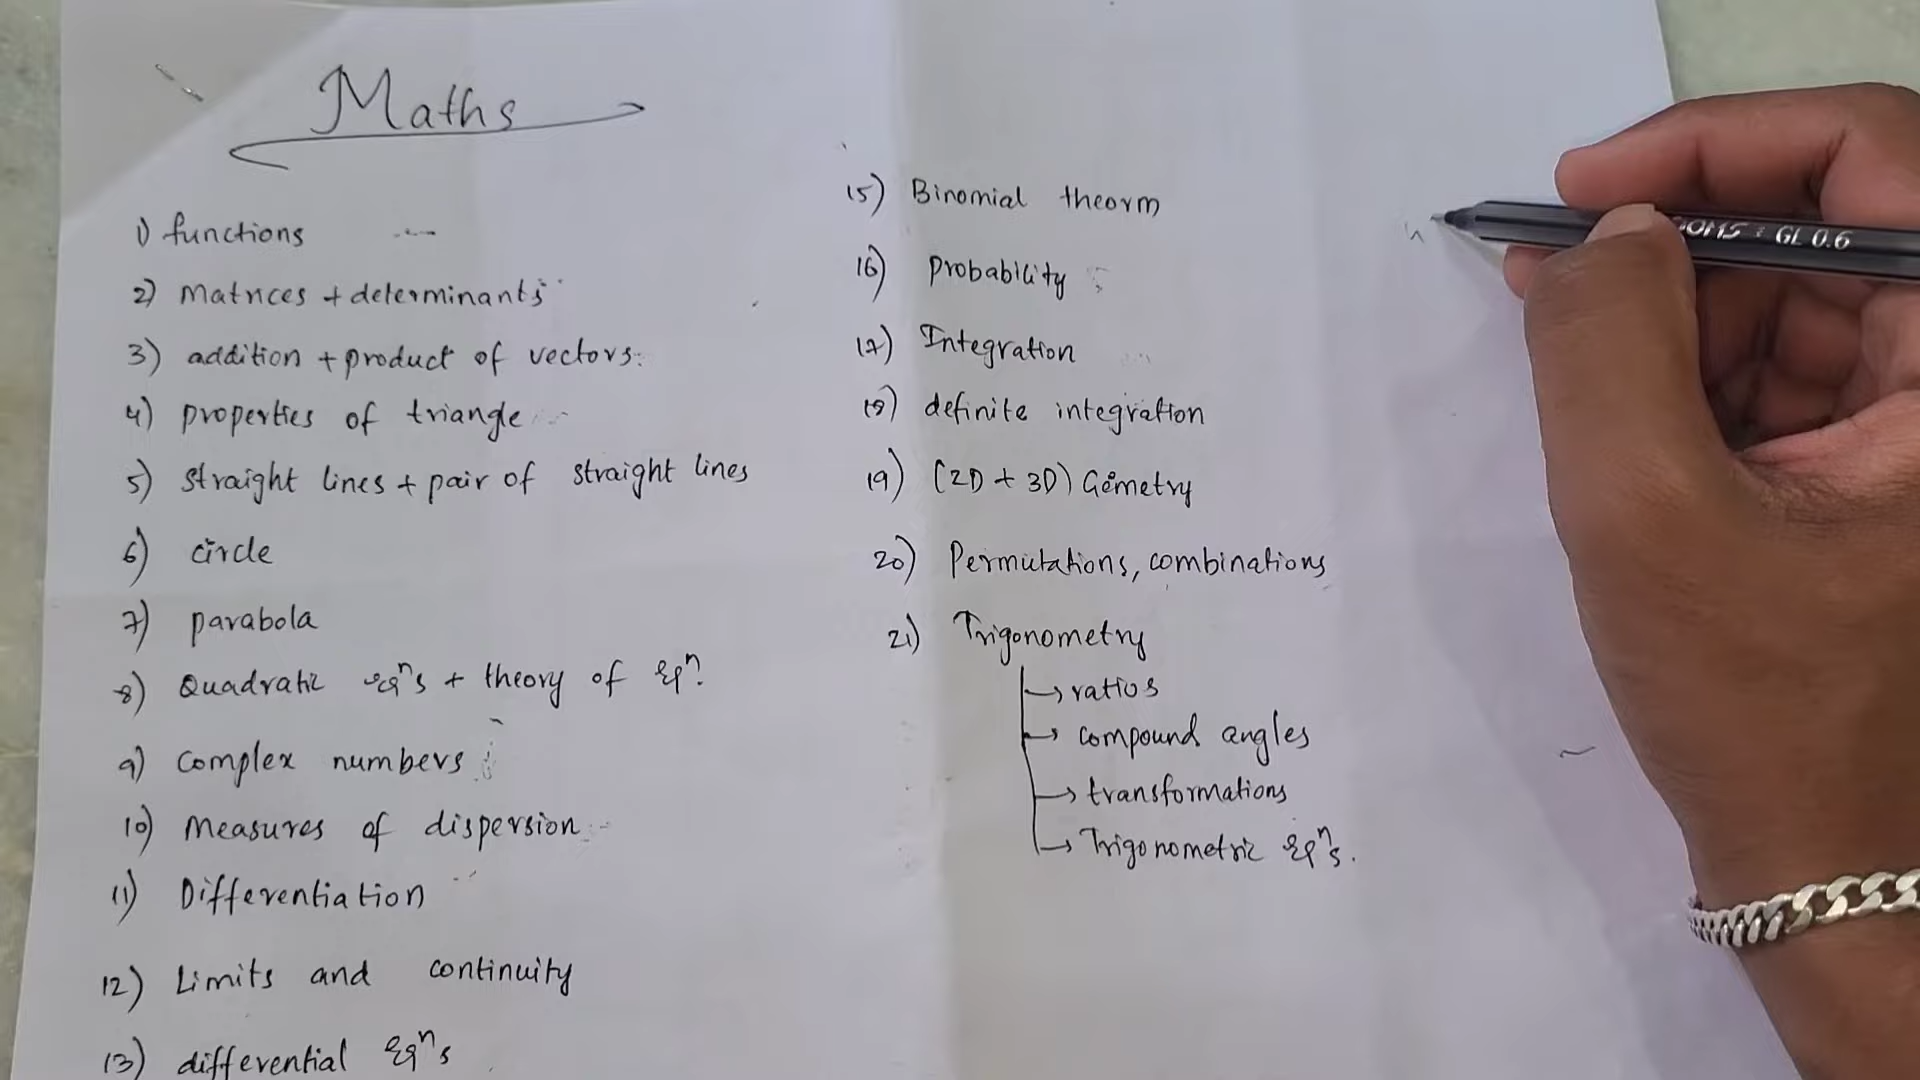 Maths
1) functions
2) Matrices + determinants
3) addition + product of vectors.
4) properties of triangle
5) straight lines + pair of straight lines
6) circle
7) parabola
8) Quadratic eqⁿs + theory of eqⁿ.
9) complex numbers
10) Measures of dispersion
11) Differentiation
12) Limits and continuity
13) differential eqⁿs
15) Binomial theorm
16) Probability
17) Integration
18) definite integration
19) (2D + 3D) Geometry
20) Permutations, combinations
21) Trigonometry
→ ratios
→ compound angles
→ transformations
→ Trigonometric eqⁿs.
GL 0.6